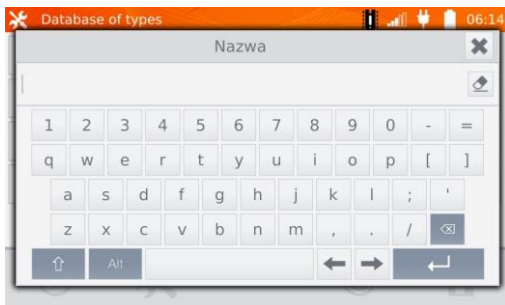 Database of types 06:14
Nazwa
1 2 3 4 5 6 7 8 9 0 - =
q w e r t y u i o p [ ]
a s d f g h j k l ; '
z x c v b n m , . /
Alt